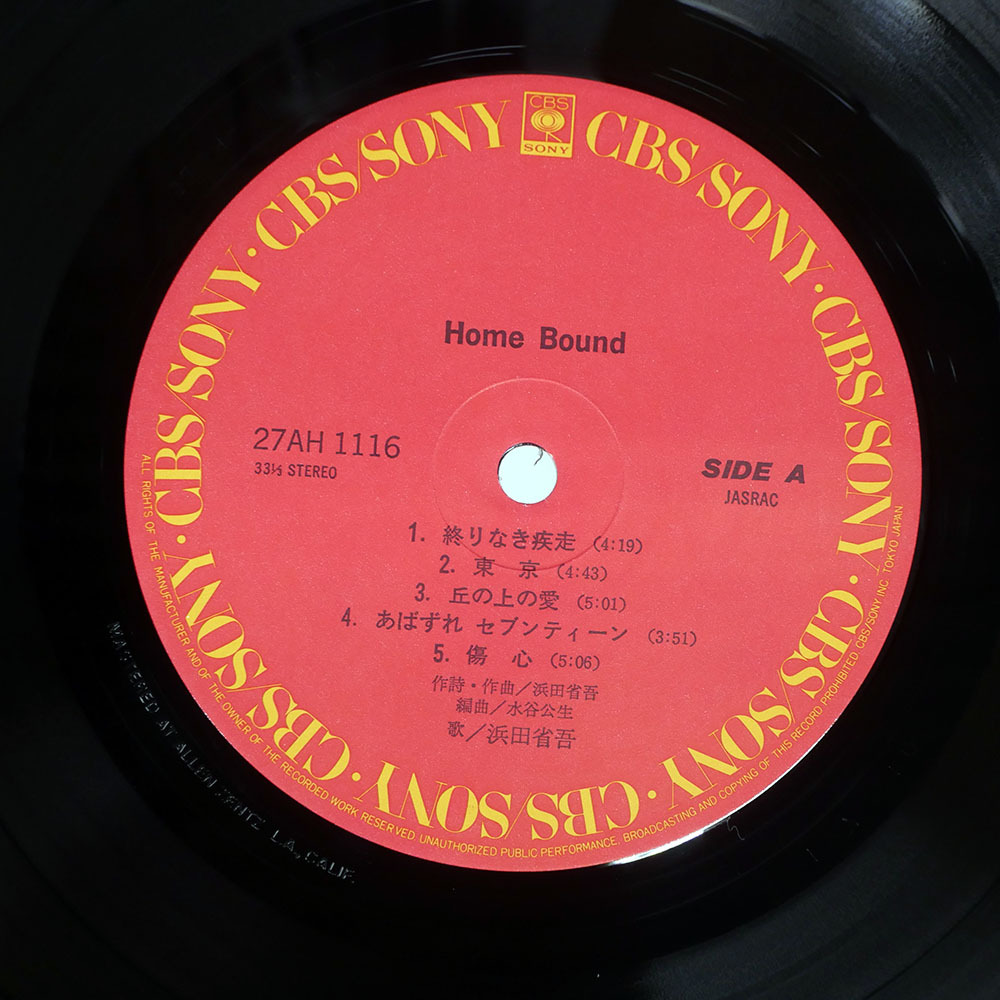 CBS
SONY
CBS/SONY · CBS/SONY · CBS/SONY · CBS/SONY · CBS/SONY · CBS/SONY · CBS/SONY · CBS/SONY · CBS/SONY
Home Bound
27AH 1116
33⅓ STEREO
SIDE A
JASRAC
1. 終りなき疾走 (4:19)
2. 東 京 (4:43)
3. 丘の上の愛 (5:01)
4. あばずれ セブンティーン (3:51)
5. 傷 心 (5:06)
作詩・作曲／浜田省吾
編曲／水谷公生
歌／浜田省吾
ALL RIGHTS OF THE MANUFACTURER AND OF THE OWNER OF THE RECORDED WORK RESERVED UNAUTHORIZED PUBLIC PERFORMANCE, BROADCASTING AND COPYING OF THIS RECORD PROHIBITED CBS/SONY INC. TOKYO JAPAN
MASTERED AT ALLEN ZENTZ L.A., CALIF.